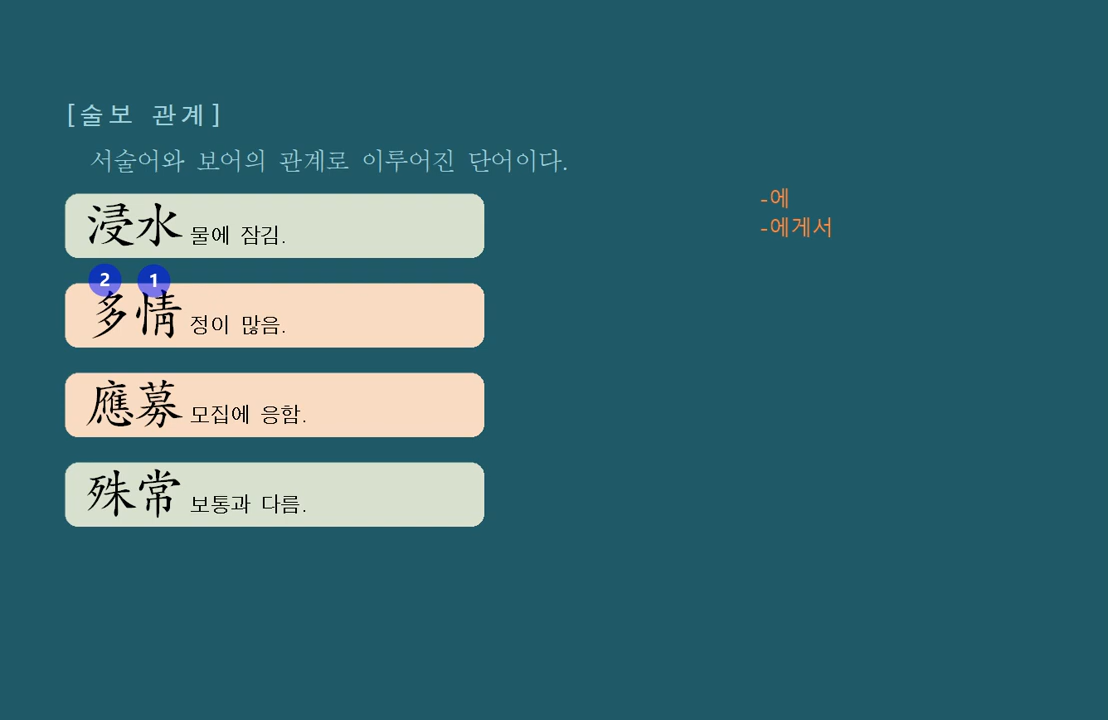 [술보 관계]
서술어와 보어의 관계로 이루어진 단어이다.
-에
-에게서
浸水 물에 잠김.
2 1
多情 정이 많음.
應募 모집에 응함.
殊常 보통과 다름.